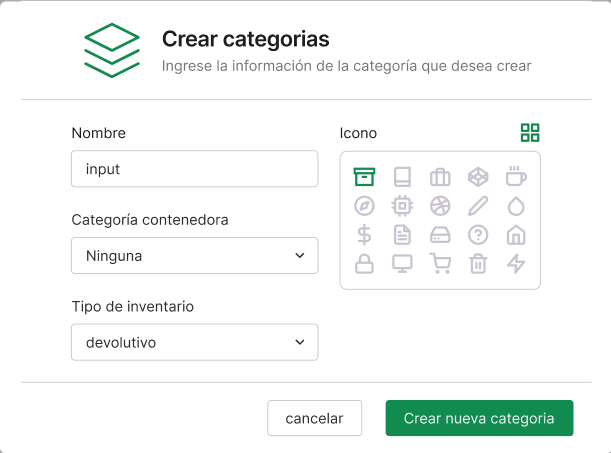 Crear categorias
Ingrese la información de la categoría que desea crear
Nombre
input
Categoría contenedora
Ninguna
Tipo de inventario
devolutivo
Icono
cancelar
Crear nueva categoria